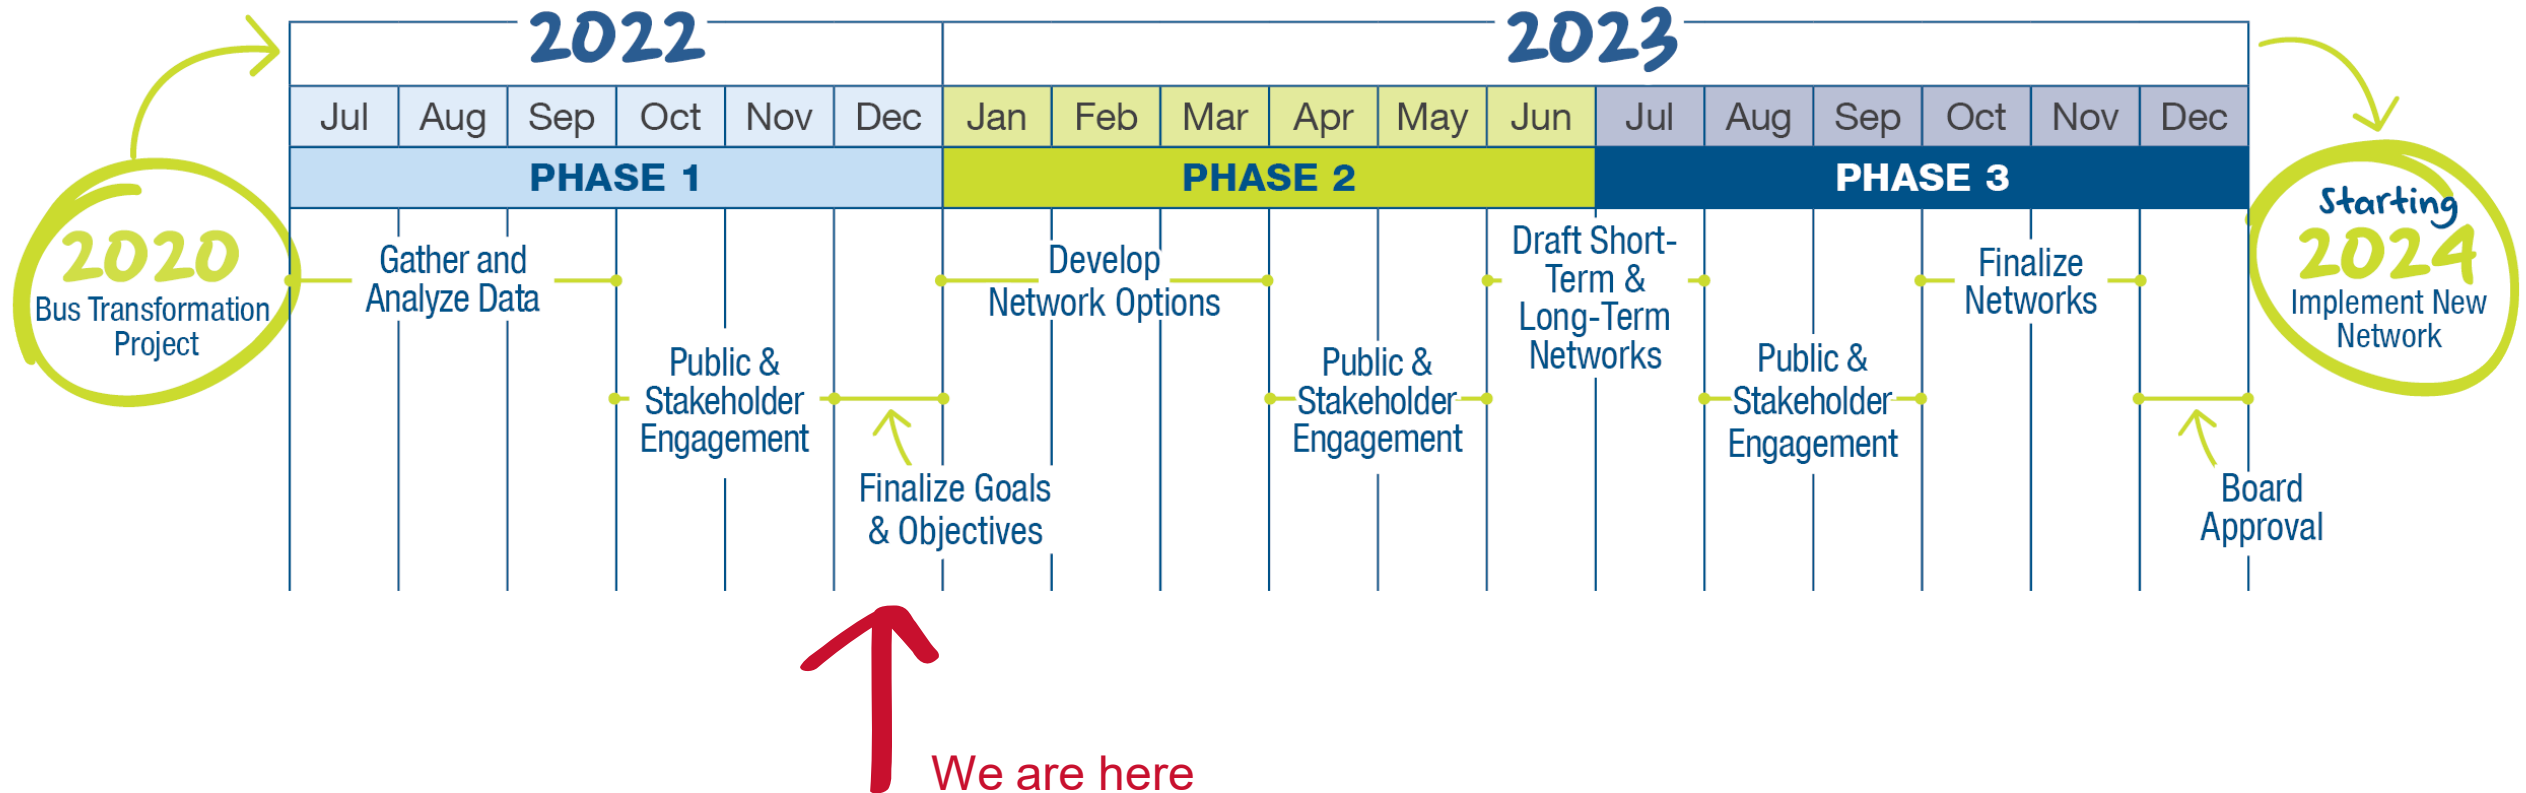 2022
2023
Jul Aug Sep Oct Nov Dec Jan Feb Mar Apr May Jun Jul Aug Sep Oct Nov Dec
PHASE 1
PHASE 2
PHASE 3
2020
Bus Transformation
Project
Gather and
Analyze Data
Public &
Stakeholder
Engagement
Finalize Goals
& Objectives
Develop
Network Options
Public &
Stakeholder
Engagement
Draft Short-
Term &
Long-Term
Networks
Public &
Stakeholder
Engagement
Finalize
Networks
Board
Approval
Starting
2024
Implement New
Network
We are here